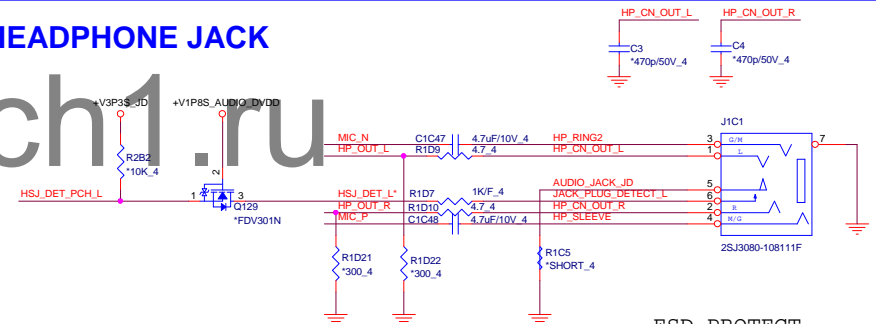 HP_CN_OUT_L HP_CN_OUT_R
HEADPHONE JACK
C3
*470p/50V_4
C4
*470p/50V_4
ch1.ru
+V3P3S_JD +V1P8S_AUDIO_DVDD
J1C1
MIC_N C1C47 4.7uF/10V_4 HP_RING2 3 G/M 7
HP_OUT_L R1D9 4.7_4 HP_CN_OUT_L 1 L
R2B2
*10K_4
2
AUDIO_JACK_JD 5
HSJ_DET_PCH_L 1 3 HSJ_DET_L* R1D7 1K/F_4 JACK_PLUG_DETECT_L 6
Q129
*FDV301N
HP_OUT_R R1D10 4.7_4 HP_CN_OUT_R 2 R
MIC_P C1C48 4.7uF/10V_4 HP_SLEEVE 4 M/G
2SJ3080-108111F
R1D21
*300_4
R1D22
*300_4
R1C5
*SHORT_4
ESD PROTECT